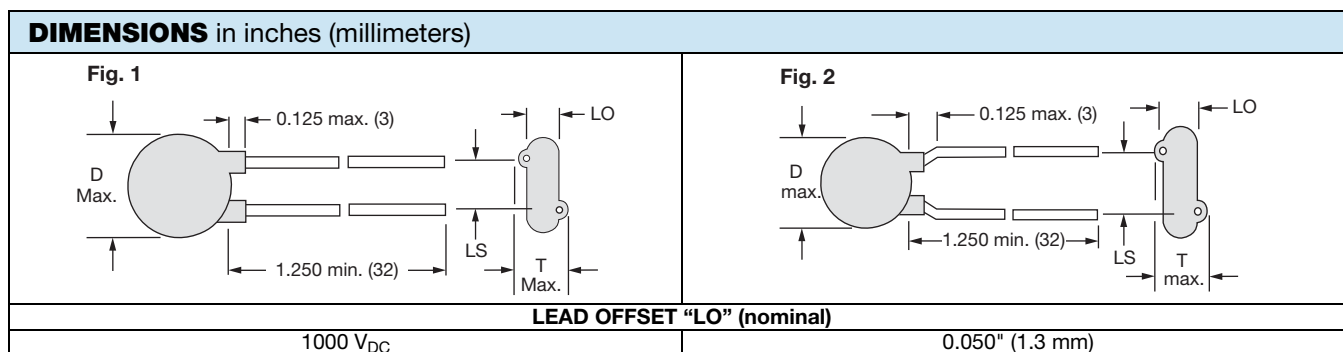 DIMENSIONS in inches (millimeters)
Fig. 1
0.125 max. (3)
LO
D
Max.
1.250 min. (32)
LS
T
Max.
Fig. 2
0.125 max. (3)
LO
D
max.
1.250 min. (32)
LS
T
max.
LEAD OFFSET “LO” (nominal)
1000 VDC
0.050" (1.3 mm)